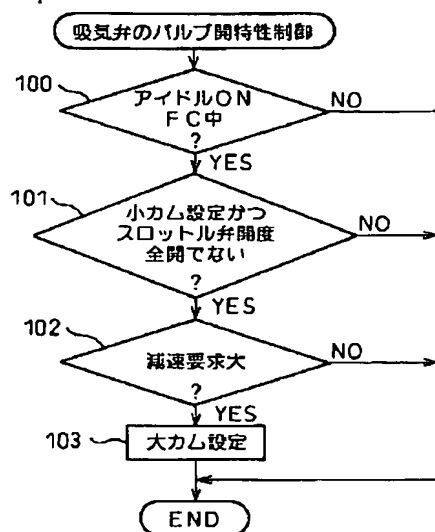 吸気弁のバルブ開特性制御
100
アイドルON
FC中
?
NO
YES
101
小カム設定かつ
スロットル弁開度
全開でない
?
NO
YES
102
減速要求大
?
NO
YES
103
大カム設定
END